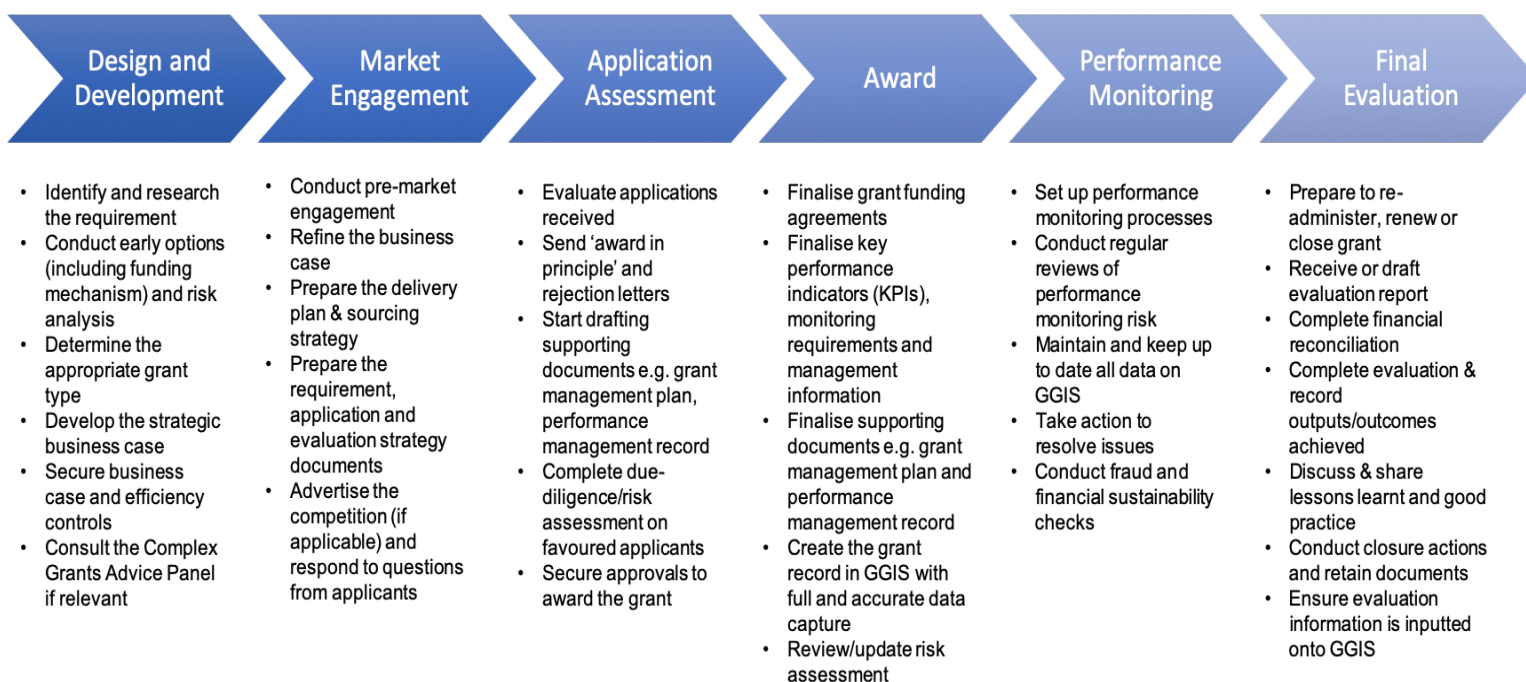 Design and
Development
Market
Engagement
Application
Assessment
Award
Performance
Monitoring
Final
Evaluation
• Identify and research
the requirement
• Conduct early options
(including funding
mechanism) and risk
analysis
• Determine the
appropriate grant
type
• Develop the strategic
business case
• Secure business
case and efficiency
controls
• Consult the Complex
Grants Advice Panel
if relevant
• Conduct pre-market
engagement
• Refine the business
case
• Prepare the delivery
plan & sourcing
strategy
• Prepare the
requirement,
application and
evaluation strategy
documents
• Advertise the
competition (if
applicable) and
respond to questions
from applicants
• Evaluate applications
received
• Send ‘award in
principle’ and
rejection letters
• Start drafting
supporting
documents e.g. grant
management plan,
performance
management record
• Complete due-
diligence/risk
assessment on
favoured applicants
• Secure approvals to
award the grant
• Finalise grant funding
agreements
• Finalise key
performance
indicators (KPIs),
monitoring
requirements and
management
information
• Finalise supporting
documents e.g. grant
management plan and
performance
management record
• Create the grant
record in GGIS with
full and accurate data
capture
• Review/update risk
assessment
• Set up performance
monitoring processes
• Conduct regular
reviews of
performance
monitoring risk
• Maintain and keep up
to date all data on
GGIS
• Take action to
resolve issues
• Conduct fraud and
financial sustainability
checks
• Prepare to re-
administer, renew or
close grant
• Receive or draft
evaluation report
• Complete financial
reconciliation
• Complete evaluation &
record
outputs/outcomes
achieved
• Discuss & share
lessons learnt and good
practice
• Conduct closure actions
and retain documents
• Ensure evaluation
information is inputted
onto GGIS